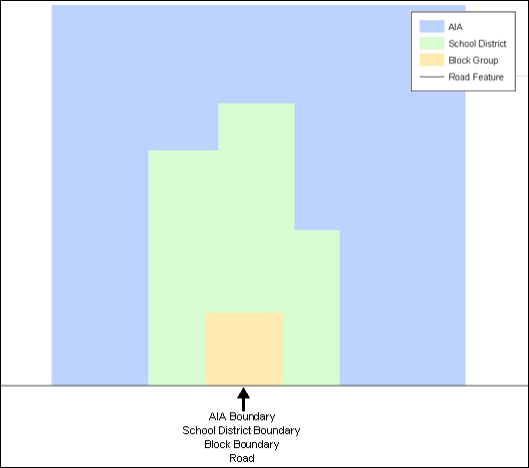 AIA
School District
Block Group
Road Feature
AIA Boundary
School District Boundary
Block Boundary
Road